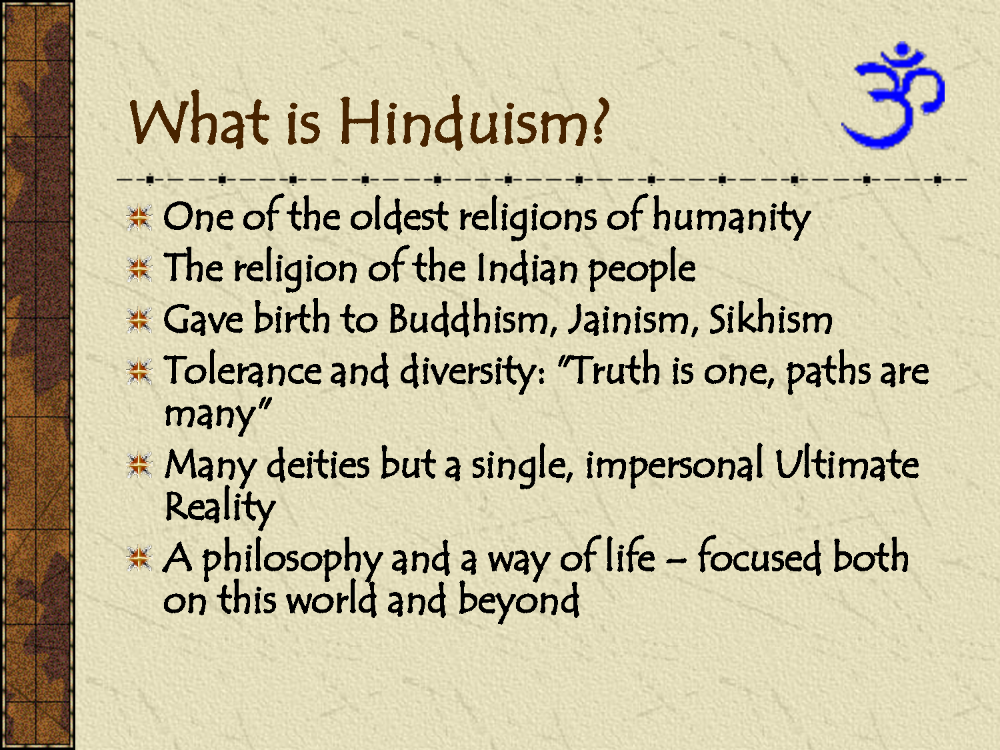 What is Hinduism?
ॐ
One of the oldest religions of humanity
The religion of the Indian people
Gave birth to Buddhism, Jainism, Sikhism
Tolerance and diversity: "Truth is one, paths are
many"
Many deities but a single, impersonal Ultimate
Reality
A philosophy and a way of life – focused both
on this world and beyond